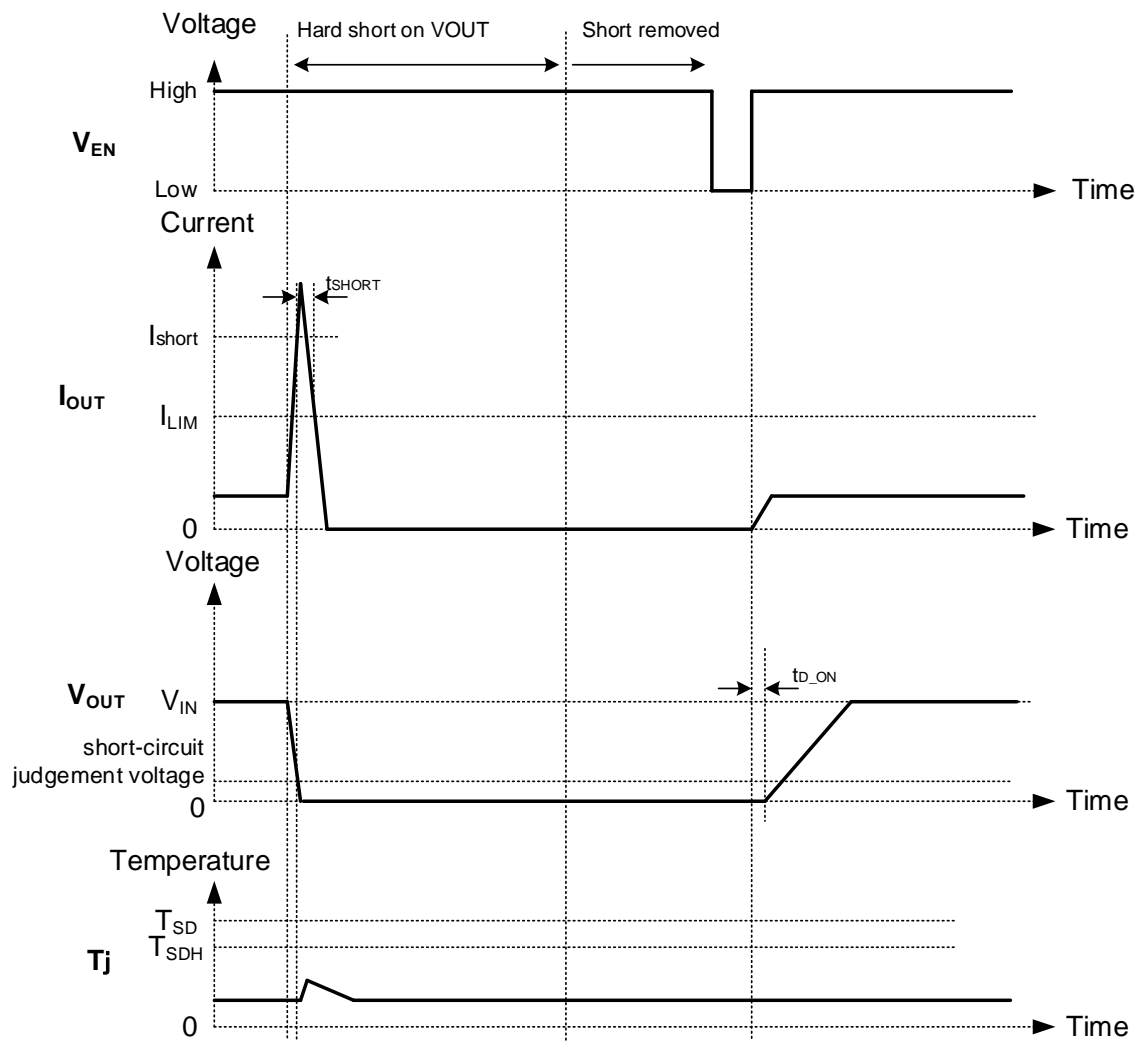 Voltage
Hard short on VOUT
Short removed
High
VEN
Low
Time
Current
tSHORT
Ishort
IOUT
ILIM
0
Time
Voltage
tD_ON
VOUT
VIN
short-circuit
judgement voltage
0
Time
Temperature
TSD
TSDH
Tj
0
Time